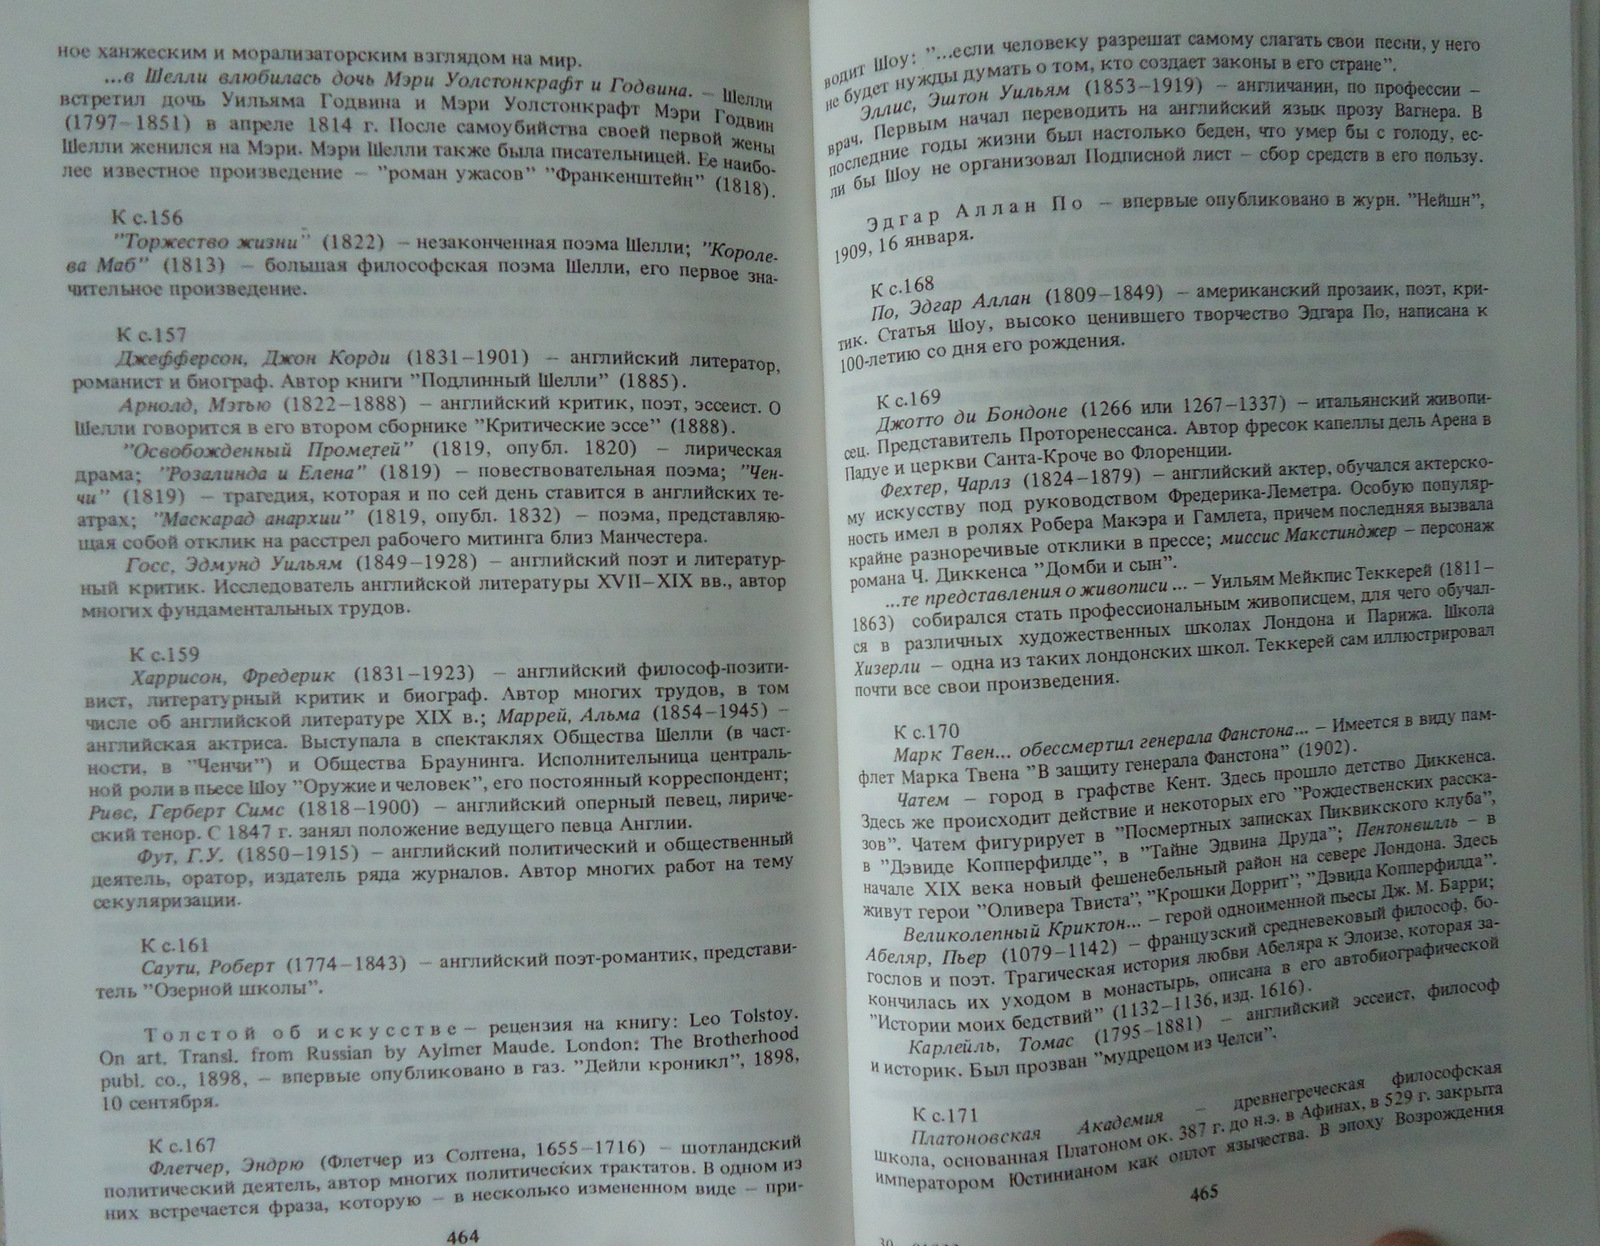 ное ханжеским и морализаторским взглядом на мир.
...в Шелли влюбилась дочь Мэри Уолстонкрафт и Годвина. – Шелли
встретил дочь Уильяма Годвина и Мэри Уолстонкрафт Мэри Годвин
(1797–1851) в апреле 1814 г. После самоубийства своей первой жены
Шелли женился на Мэри. Мэри Шелли также была писательницей. Ее наибо-
лее известное произведение – "роман ужасов" "Франкенштейн" (1818).
К с.156
"Торжество жизни" (1822) – незаконченная поэма Шелли; "Короле-
ва Маб" (1813) – большая философская поэма Шелли, его первое зна-
чительное произведение.
К с.157
Джефферсон, Джон Корди (1831–1901) – английский литератор,
романист и биограф. Автор книги "Подлинный Шелли" (1885).
Арнолд, Мэтью (1822–1888) – английский критик, поэт, эссеист. О
Шелли говорится в его втором сборнике "Критические эссе" (1888).
"Освобожденный Прометей" (1819, опубл. 1820) – лирическая
драма; "Розалинда и Елена" (1819) – повествовательная поэма; "Чен-
чи" (1819) – трагедия, которая и по сей день ставится в английских те-
атрах; "Маскарад анархии" (1819, опубл. 1832) – поэма, представляю-
щая собой отклик на расстрел рабочего митинга близ Манчестера.
Госс, Эдмунд Уильям (1849–1928) – английский поэт и литератур-
ный критик. Исследователь английской литературы XVII–XIX вв., автор
многих фундаментальных трудов.
К с.159
Харрисон, Фредерик (1831–1923) – английский философ-позити-
вист, литературный критик и биограф. Автор многих трудов, в том
числе об английской литературе XIX в.; Маррей, Альма (1854–1945) –
английская актриса. Выступала в спектаклях Общества Шелли (в част-
ности, в "Ченчи") и Общества Браунинга. Исполнительница централь-
ной роли в пьесе Шоу "Оружие и человек", его постоянный корреспондент;
Ривс, Герберт Симс (1818–1900) – английский оперный певец, лириче-
ский тенор. С 1847 г. занял положение ведущего певца Англии.
Фут, Г.У. (1850–1915) – английский политический и общественный
деятель, оратор, издатель ряда журналов. Автор многих работ на тему
секуляризации.
К с.161
Саути, Роберт (1774–1843) – английский поэт-романтик, представи-
тель "Озерной школы".
Толстой об искусстве – рецензия на книгу: Leo Tolstoy.
On art. Transl. from Russian by Aylmer Maude. London: The Brotherhood
publ. co., 1898, – впервые опубликовано в газ. "Дейли кроникл", 1898,
10 сентября.
К с.167
Флетчер, Эндрю (Флетчер из Солтена, 1655–1716) – шотландский
политический деятель, автор многих политических трактатов. В одном из
них встречается фраза, которую – в несколько измененном виде – при-
464
водит Шоу: "...если человеку разрешат самому слагать свои песни, у него
не будет нужды думать о том, кто создает законы в его стране".
Эллис, Эштон Уильям (1853–1919) – англичанин, по профессии –
врач. Первым начал переводить на английский язык прозу Вагнера. В
последние годы жизни был настолько беден, что умер бы с голоду, ес-
ли бы Шоу не организовал Подписной лист – сбор средств в его пользу.
Эдгар Аллан По – впервые опубликовано в журн. "Нейшн",
1909, 16 января.
К с.168
По, Эдгар Аллан (1809–1849) – американский прозаик, поэт, кри-
тик. Статья Шоу, высоко ценившего творчество Эдгара По, написана к
100-летию со дня его рождения.
К с.169
Джотто ди Бондоне (1266 или 1267–1337) – итальянский живопи-
сец. Представитель Проторенессанса. Автор фресок капеллы дель Арена в
Падуе и церкви Санта-Кроче во Флоренции.
Фехтер, Чарлз (1824–1879) – английский актер, обучался актерско-
му искусству под руководством Фредерика-Леметра. Особую популяр-
ность имел в ролях Робера Макэра и Гамлета, причем последняя вызвала
крайне разноречивые отклики в прессе; миссис Макстинджер – персонаж
романа Ч. Диккенса "Домби и сын".
...те представления о живописи... – Уильям Мейкпис Теккерей (1811–
1863) собирался стать профессиональным живописцем, для чего обучал-
ся в различных художественных школах Лондона и Парижа. Школа
Хизерли – одна из таких лондонских школ. Теккерей сам иллюстрировал
почти все свои произведения.
К с.170
Марк Твен... обессмертил генерала Фанстона... – Имеется в виду пам-
флет Марка Твена "В защиту генерала Фанстона" (1902).
Чатем – город в графстве Кент. Здесь прошло детство Диккенса.
Здесь же происходит действие и некоторых его "Рождественских расска-
зов". Чатем фигурирует в "Посмертных записках Пиквикского клуба",
в "Дэвиде Копперфилде", в "Тайне Эдвина Друда"; Пентонвилль – в
начале XIX века новый фешенебельный район на севере Лондона. Здесь
живут герои "Оливера Твиста", "Крошки Доррит", "Дэвида Копперфилда".
Великолепный Криктон... – герой одноименной пьесы Дж. М. Барри;
Абеляр, Пьер (1079–1142) – французский средневековый философ, бо-
гослов и поэт. Трагическая история любви Абеляра к Элоизе, которая за-
кончилась их уходом в монастырь, описана в его автобиографической
"Истории моих бедствий" (1132–1136, изд. 1616).
Карлейль, Томас (1795–1881) – английский эссеист, философ
и историк. Был прозван "мудрецом из Челси".
К с.171
Платоновская Академия – древнегреческая философская
школа, основанная Платоном ок. 387 г. до н.э. в Афинах, в 529 г. закрыта
императором Юстинианом как оплот язычества. В эпоху Возрождения
465